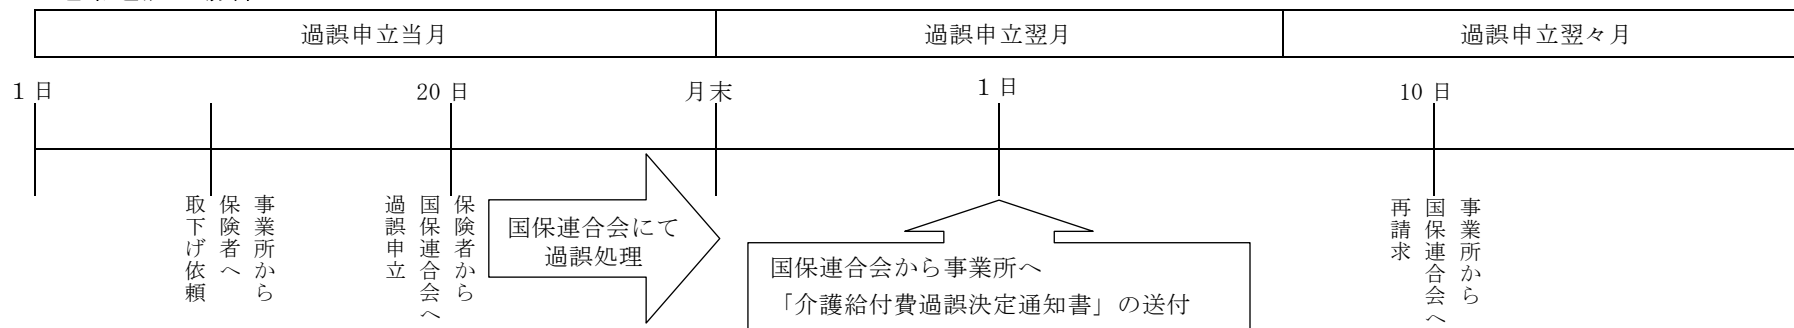 過誤申立当月
過誤申立翌月
過誤申立翌々月
1 日
20 日
月末
1 日
10 日
事業所から
保険者へ
取下げ依頼
保険者から
国保連合会へ
過誤申立
国保連合会にて
過誤処理
国保連合会から事業所へ
「介護給付費過誤決定通知書」の送付
事業所から
国保連合会へ
再請求